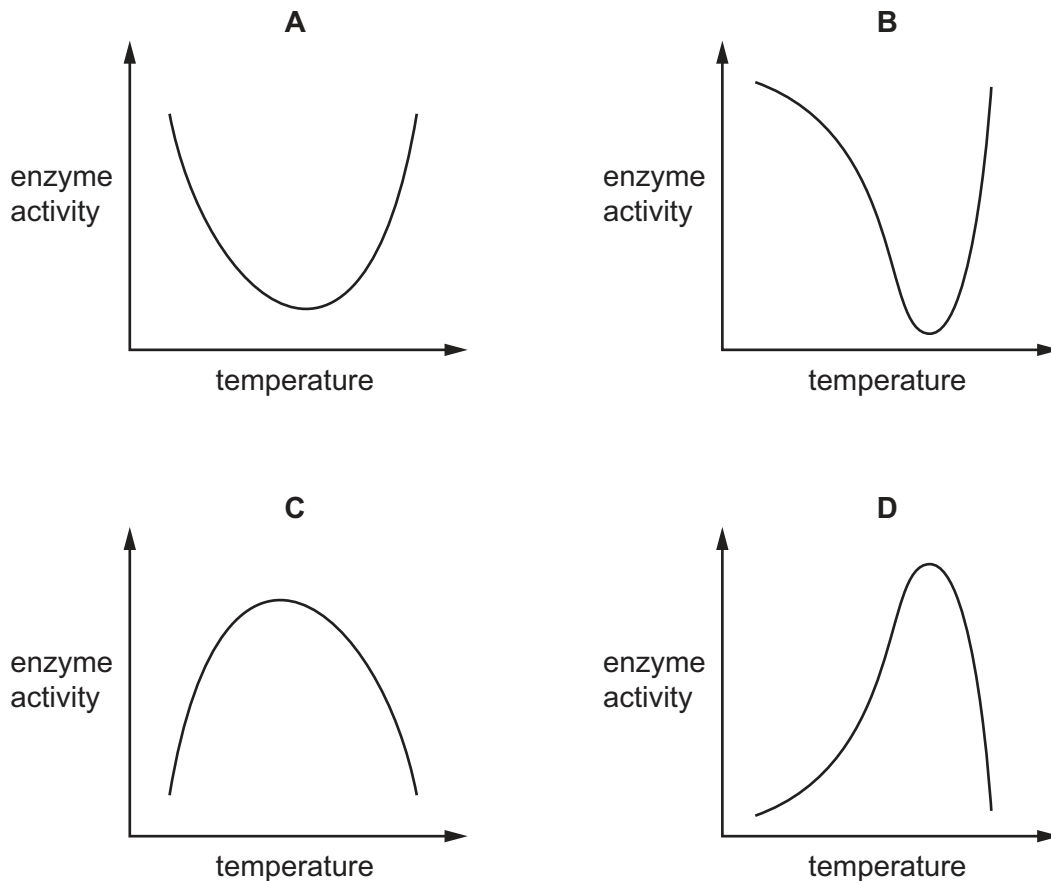 A
enzyme
activity
temperature
B
enzyme
activity
temperature
C
enzyme
activity
temperature
D
enzyme
activity
temperature